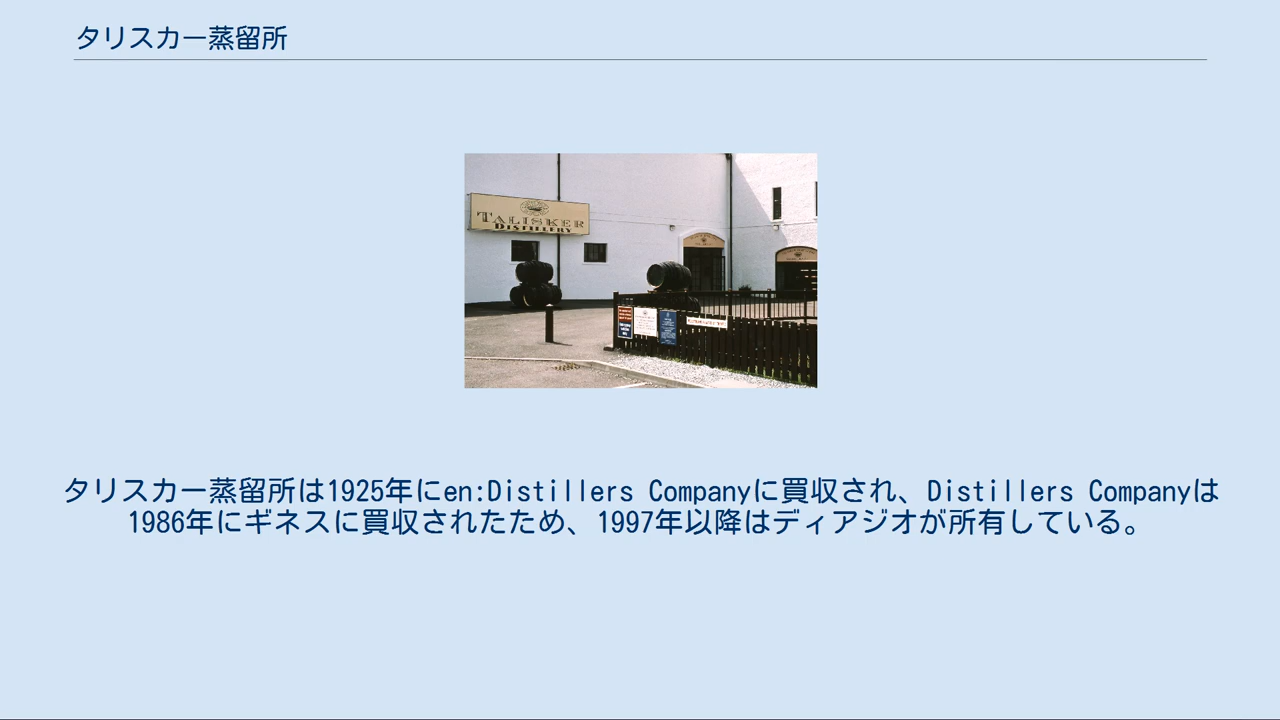 タリスカー蒸留所
TALISKER
DISTILLERY
タリスカー蒸留所は1925年にen:Distillers Companyに買収され、Distillers Companyは
1986年にギネスに買収されたため、1997年以降はディアジオが所有している。